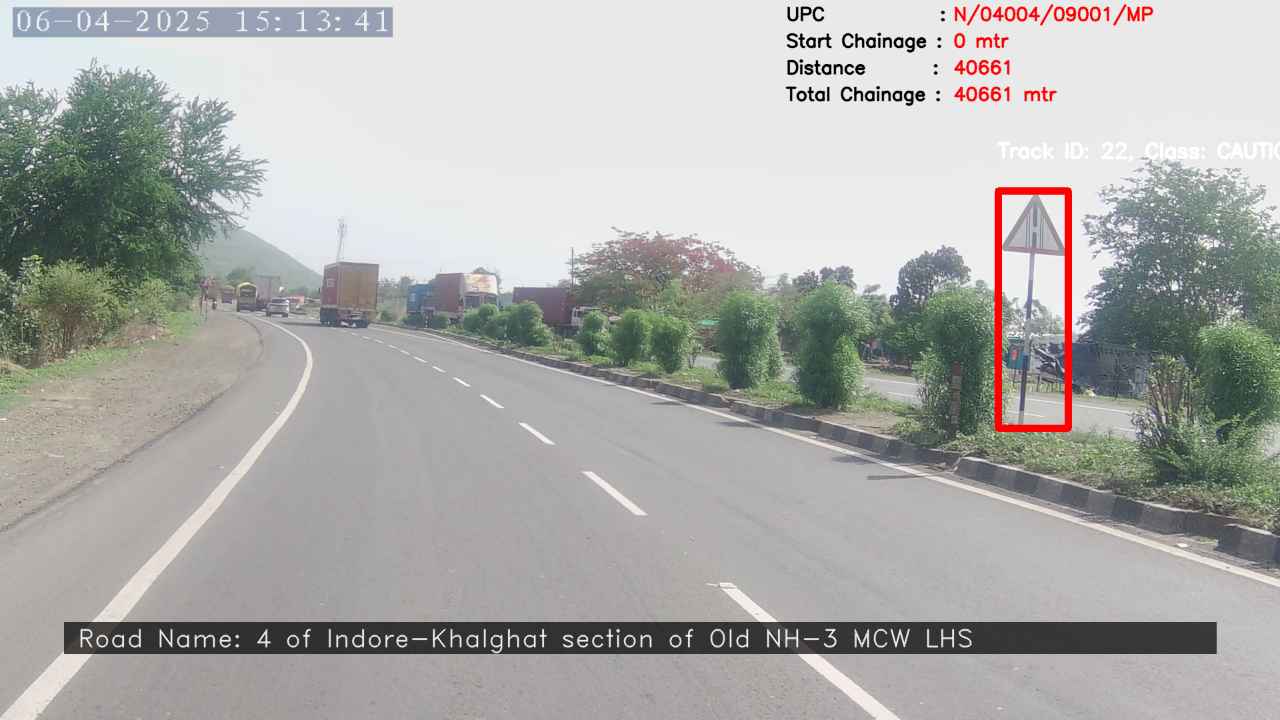 06-04-2025 15:13:41
UPC : N/04004/09001/MP
Start Chainage : 0 mtr
Distance : 40661
Total Chainage : 40661 mtr
Track ID: 22, Class: CAUTIO
Road Name: 4 of Indore-Khalghat section of Old NH-3 MCW LHS